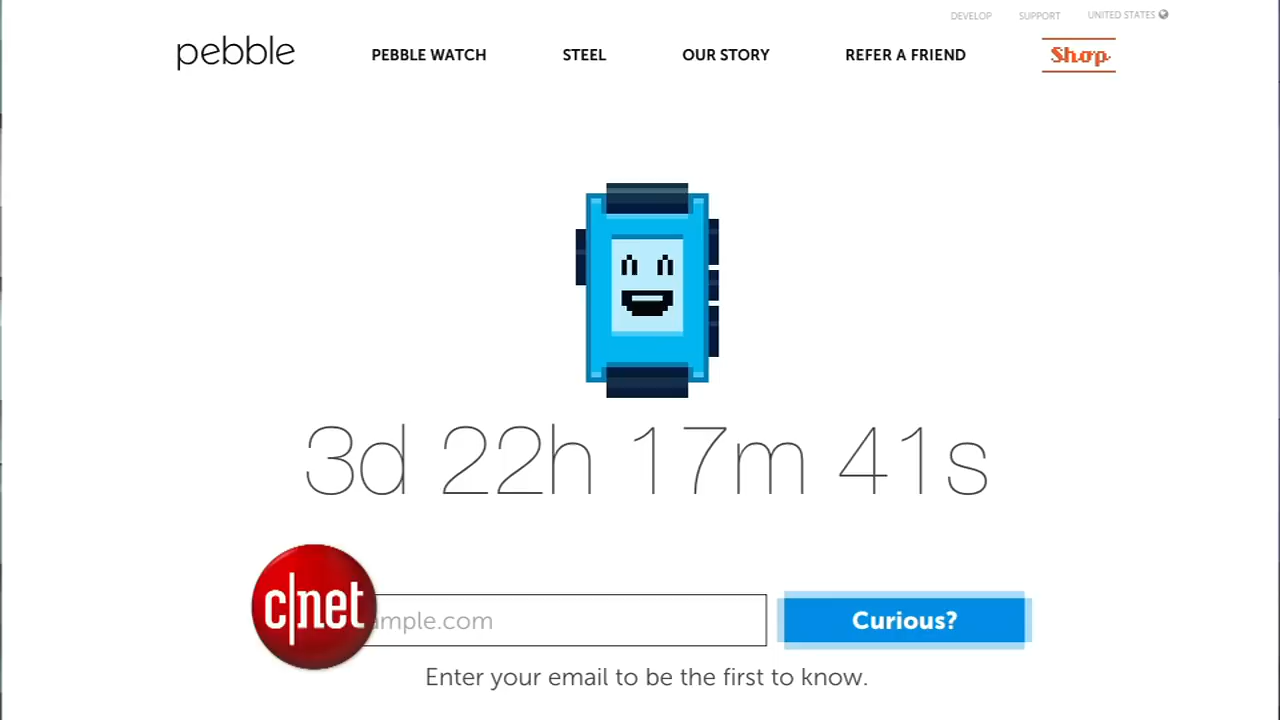 DEVELOP SUPPORT UNITED STATES
pebble PEBBLE WATCH STEEL OUR STORY REFER A FRIEND Shop
3d 22h 17m 41s
c|net
ample.com
Curious?
Enter your email to be the first to know.